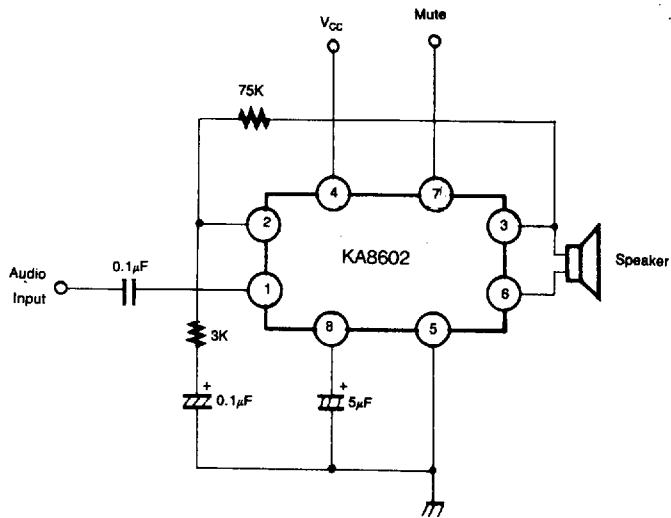 V_CC
Mute
75K
4
7
2
3
KA8602
Speaker
Audio
Input
0.1μF
1
6
8
5
3K
+
0.1μF
+
5μF